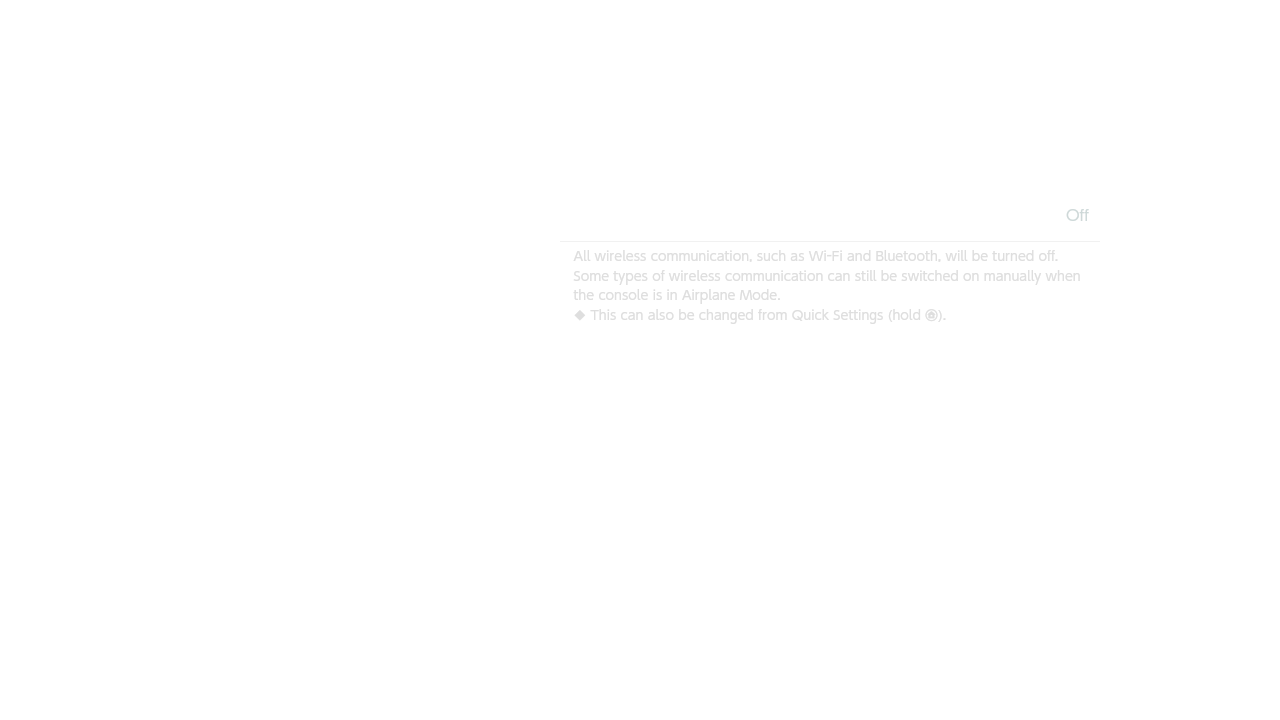 Off
All wireless communication, such as Wi-Fi and Bluetooth, will be turned off.
Some types of wireless communication can still be switched on manually when
the console is in Airplane Mode.
◆ This can also be changed from Quick Settings (hold ).